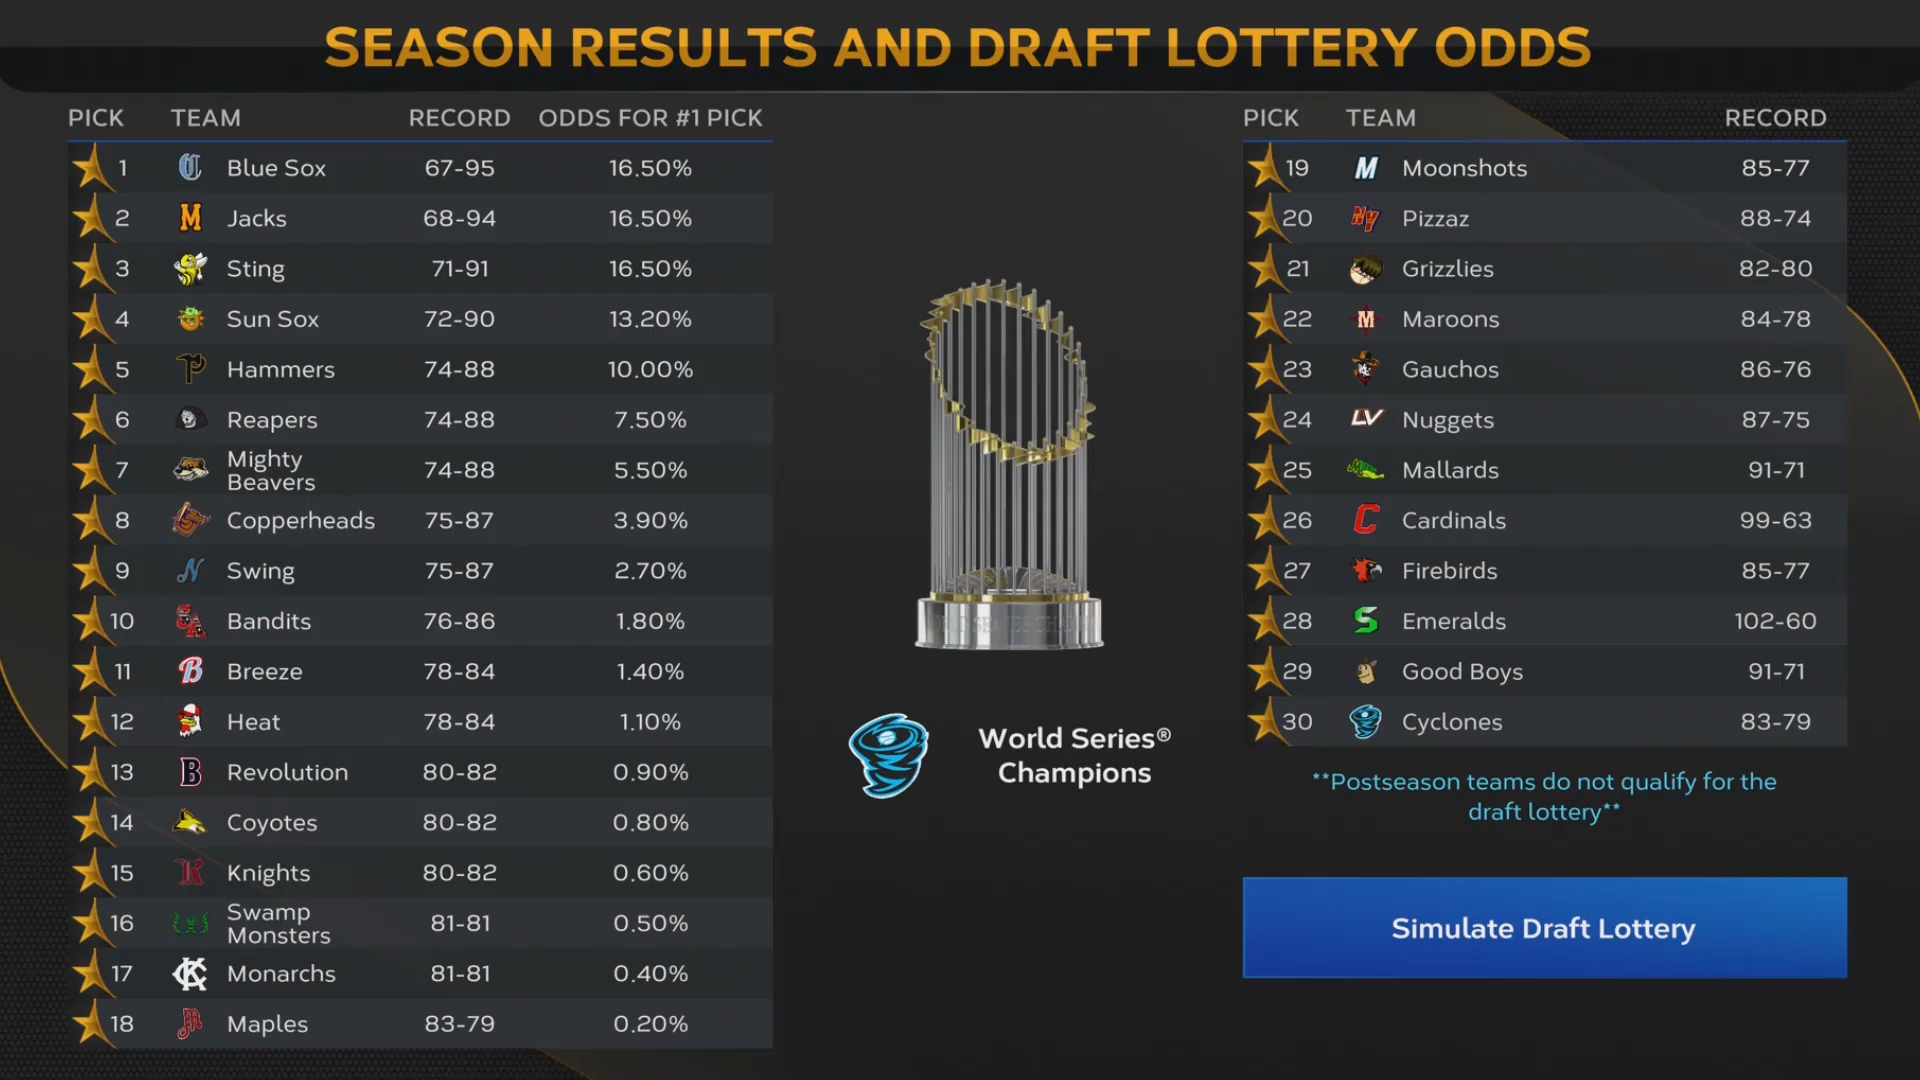 SEASON RESULTS AND DRAFT LOTTERY ODDS
PICK TEAM RECORD ODDS FOR #1 PICK
1 Blue Sox 67-95 16.50%
2 Jacks 68-94 16.50%
3 Sting 71-91 16.50%
4 Sun Sox 72-90 13.20%
5 Hammers 74-88 10.00%
6 Reapers 74-88 7.50%
7 Mighty Beavers 74-88 5.50%
8 Copperheads 75-87 3.90%
9 Swing 75-87 2.70%
10 Bandits 76-86 1.80%
11 Breeze 78-84 1.40%
12 Heat 78-84 1.10%
13 Revolution 80-82 0.90%
14 Coyotes 80-82 0.80%
15 Knights 80-82 0.60%
16 Swamp Monsters 81-81 0.50%
17 Monarchs 81-81 0.40%
18 Maples 83-79 0.20%
World Series®
Champions
PICK TEAM RECORD
19 Moonshots 85-77
20 Pizzaz 88-74
21 Grizzlies 82-80
22 Maroons 84-78
23 Gauchos 86-76
24 Nuggets 87-75
25 Mallards 91-71
26 Cardinals 99-63
27 Firebirds 85-77
28 Emeralds 102-60
29 Good Boys 91-71
30 Cyclones 83-79
**Postseason teams do not qualify for the
draft lottery**
Simulate Draft Lottery